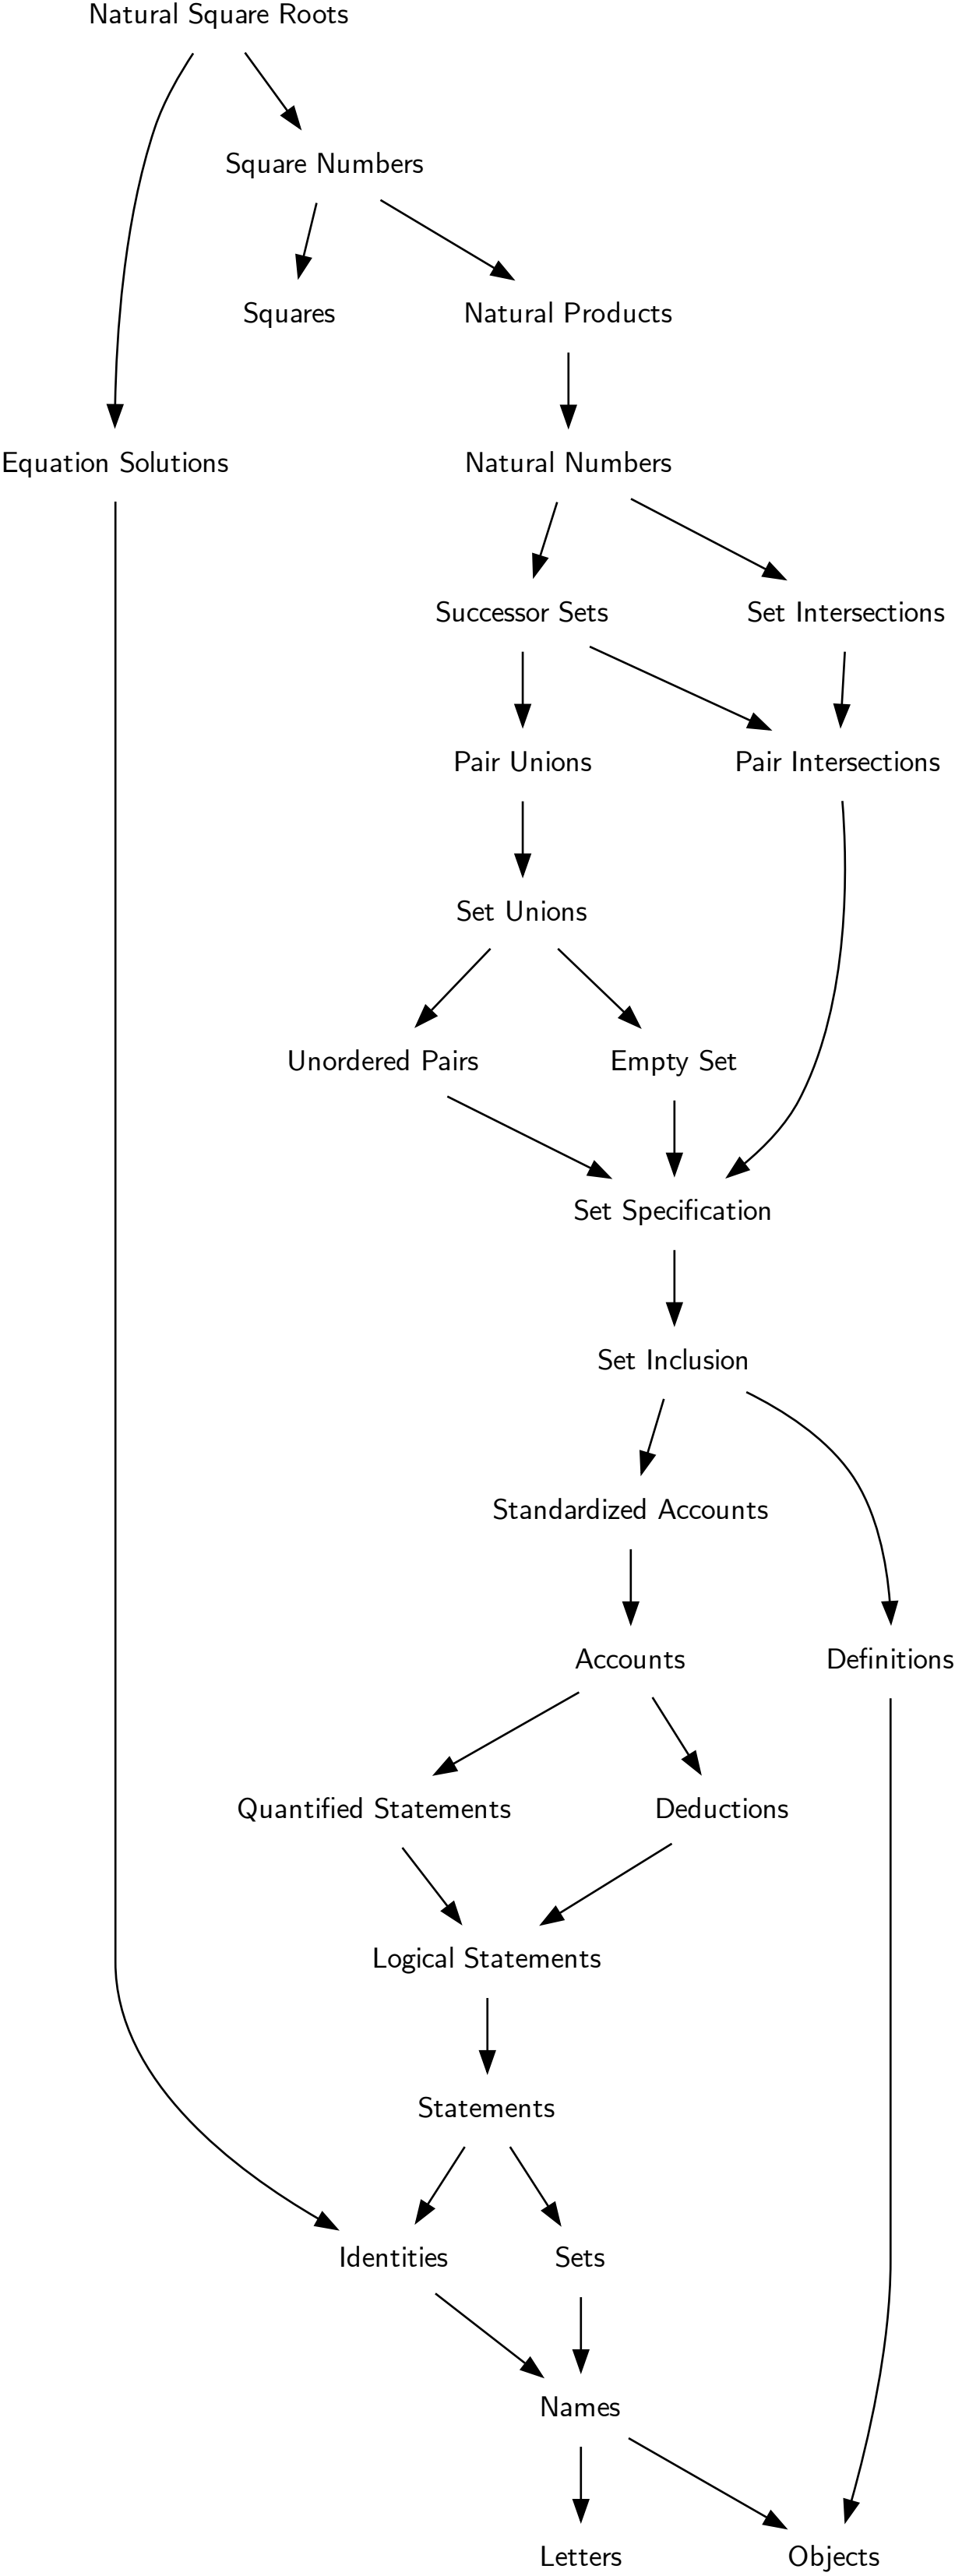 Natural Square Roots
Square Numbers
Squares
Natural Products
Equation Solutions
Natural Numbers
Successor Sets
Set Intersections
Pair Unions
Pair Intersections
Set Unions
Unordered Pairs
Empty Set
Set Specification
Set Inclusion
Standardized Accounts
Accounts
Definitions
Quantified Statements
Deductions
Logical Statements
Statements
Identities
Sets
Names
Letters
Objects